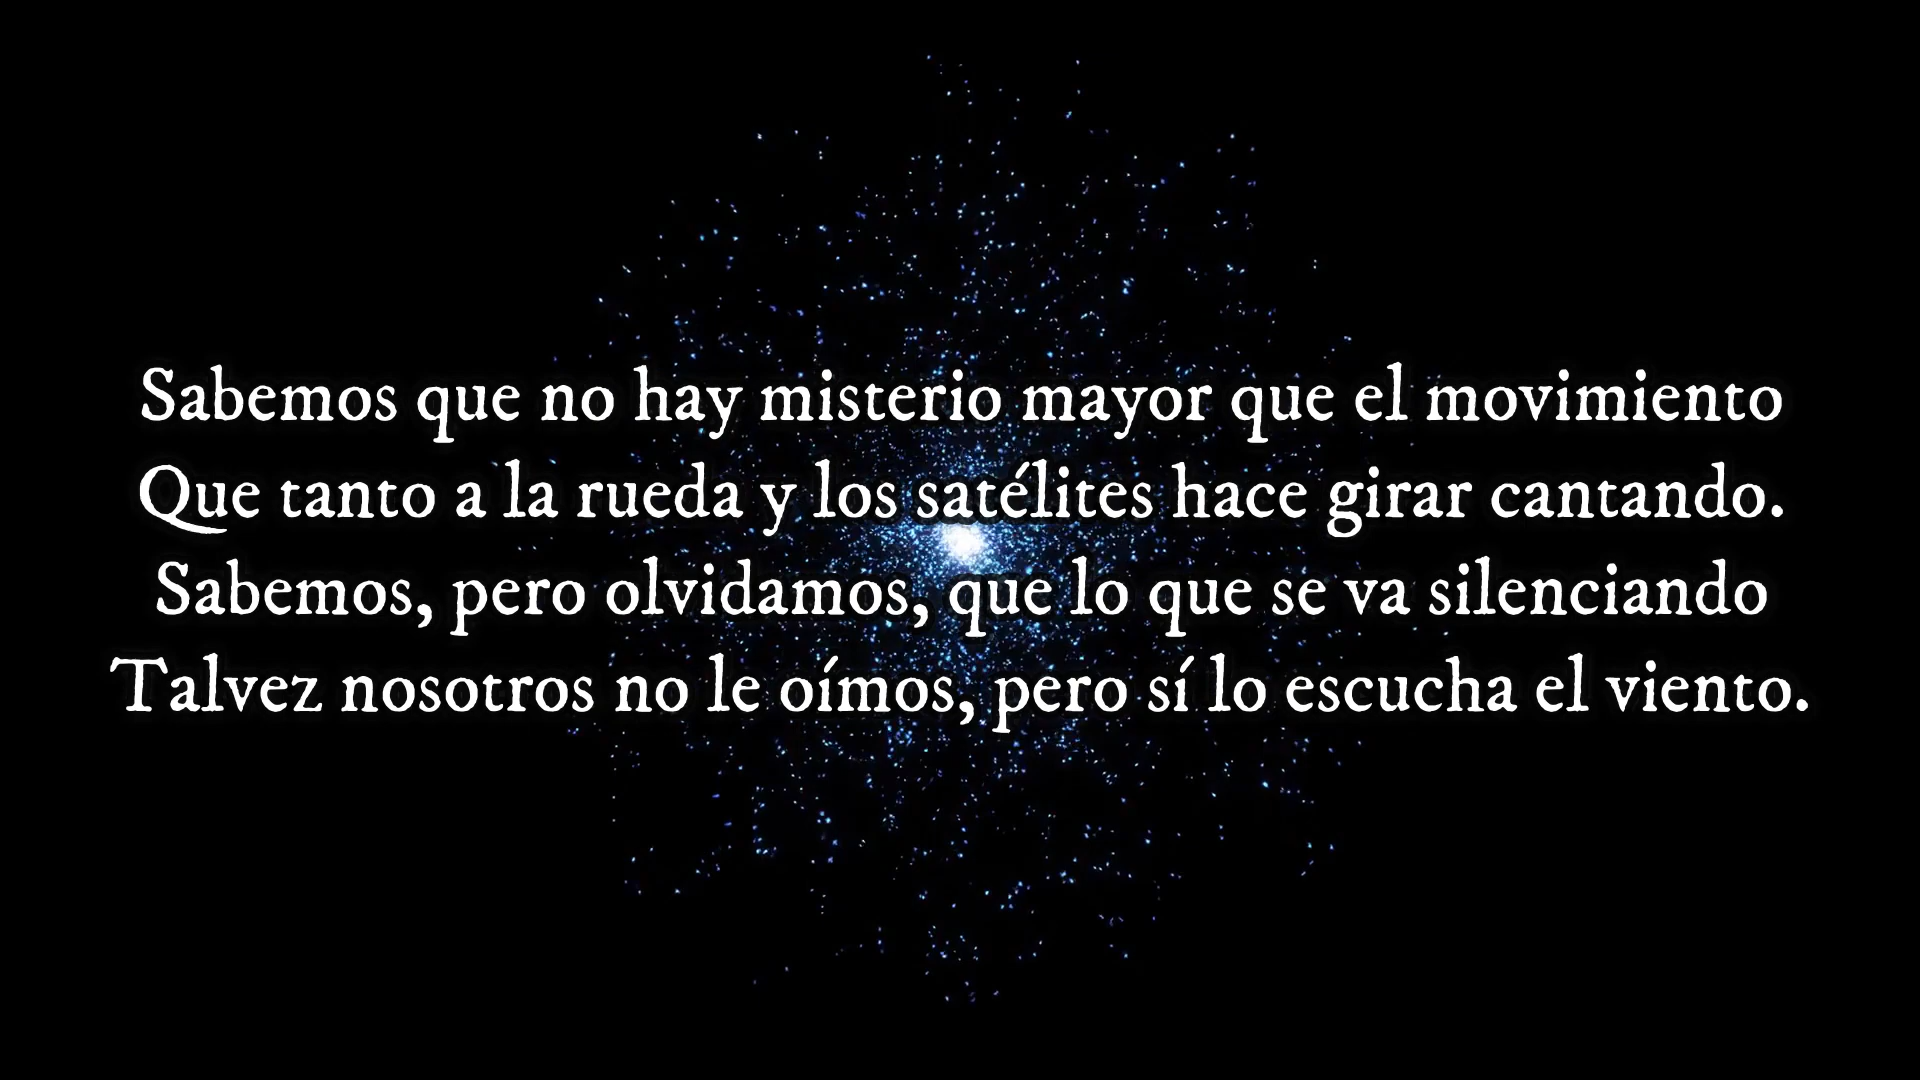 Sabemos que no hay misterio mayor que el movimiento
Que tanto a la rueda y los satélites hace girar cantando.
Sabemos, pero olvidamos, que lo que se va silenciando
Talvez nosotros no le oímos, pero sí lo escucha el viento.